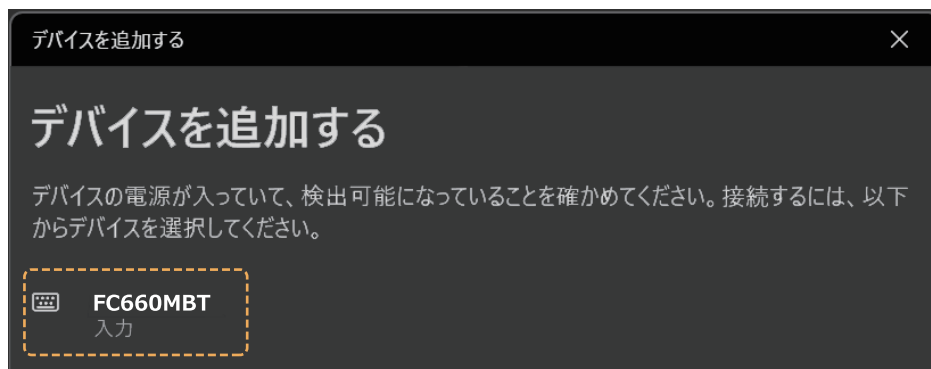 デバイスを追加する
デバイスを追加する
デバイスの電源が入っていて、検出可能になっていることを確かめてください。接続するには、以下
からデバイスを選択してください。
FC660MBT
入力